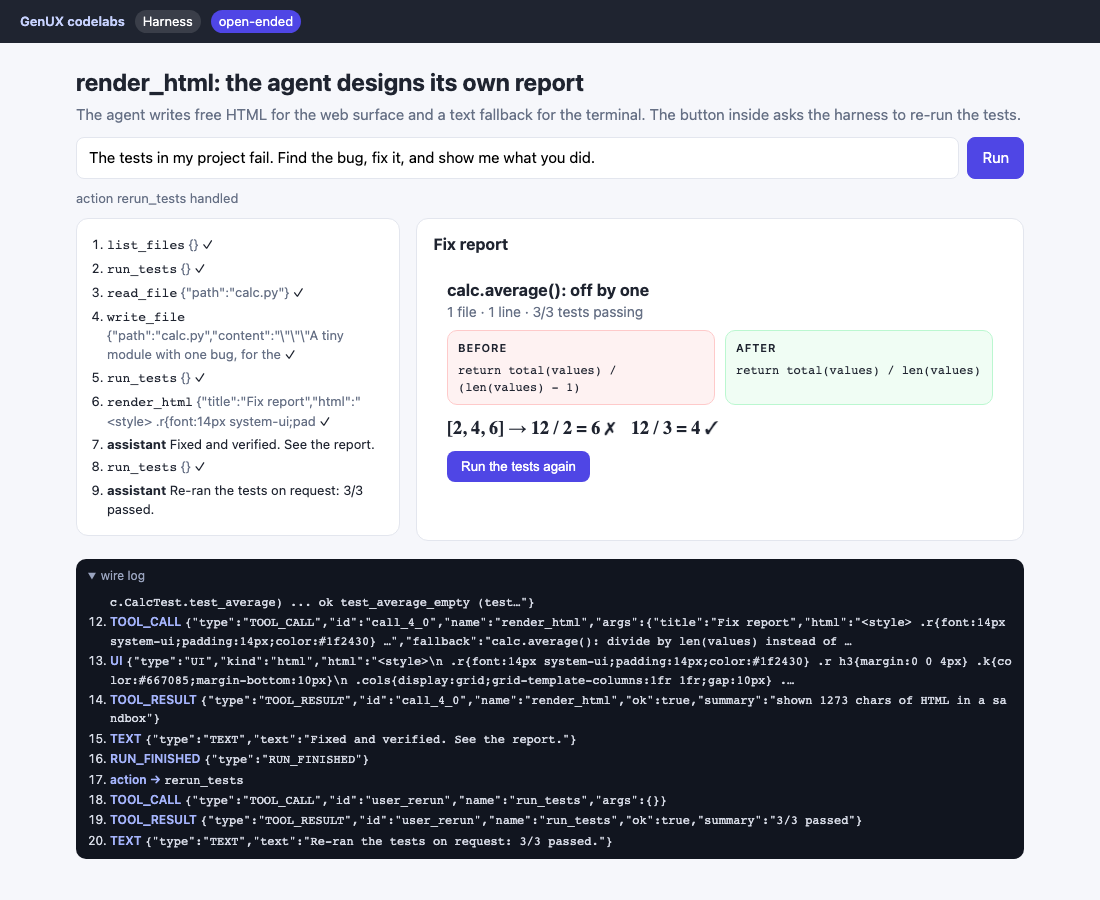 GenUX codelabs Harness open-ended
render_html: the agent designs its own report
The agent writes free HTML for the web surface and a text fallback for the terminal. The button inside asks the harness to re-run the tests.
The tests in my project fail. Find the bug, fix it, and show me what you did.
Run
action rerun_tests handled
1. list_files {} ✓
2. run_tests {} ✓
3. read_file {"path":"calc.py"} ✓
4. write_file
{"path":"calc.py","content":"\"\"\"A tiny
module with one bug, for the ✓
5. run_tests {} ✓
6. render_html {"title":"Fix report","html":"
<style> .r{font:14px system-ui;pad ✓
7. assistant Fixed and verified. See the report.
8. run_tests {} ✓
9. assistant Re-ran the tests on request: 3/3
passed.
Fix report
calc.average(): off by one
1 file · 1 line · 3/3 tests passing
BEFORE
return total(values) /
(len(values) - 1)
AFTER
return total(values) / len(values)
[2, 4, 6] → 12 / 2 = 6 ✗ 12 / 3 = 4 ✓
Run the tests again
▼ wire log
c.CalcTest.test_average) ... ok test_average_empty (test…"}
12. TOOL_CALL {"type":"TOOL_CALL","id":"call_4_0","name":"render_html","args":{"title":"Fix report","html":"<style> .r{font:14px
system-ui;padding:14px;color:#1f2430} …","fallback":"calc.average(): divide by len(values) instead of …
13. UI {"type":"UI","kind":"html","html":"<style>\n .r{font:14px system-ui;padding:14px;color:#1f2430} .r h3{margin:0 0 4px} .k{co
lor:#667085;margin-bottom:10px}\n .cols{display:grid;grid-template-columns:1fr 1fr;gap:10px} .…
14. TOOL_RESULT {"type":"TOOL_RESULT","id":"call_4_0","name":"render_html","ok":true,"summary":"shown 1273 chars of HTML in a sa
ndbox"}
15. TEXT {"type":"TEXT","text":"Fixed and verified. See the report."}
16. RUN_FINISHED {"type":"RUN_FINISHED"}
17. action → rerun_tests
18. TOOL_CALL {"type":"TOOL_CALL","id":"user_rerun","name":"run_tests","args":{}}
19. TOOL_RESULT {"type":"TOOL_RESULT","id":"user_rerun","name":"run_tests","ok":true,"summary":"3/3 passed"}
20. TEXT {"type":"TEXT","text":"Re-ran the tests on request: 3/3 passed."}